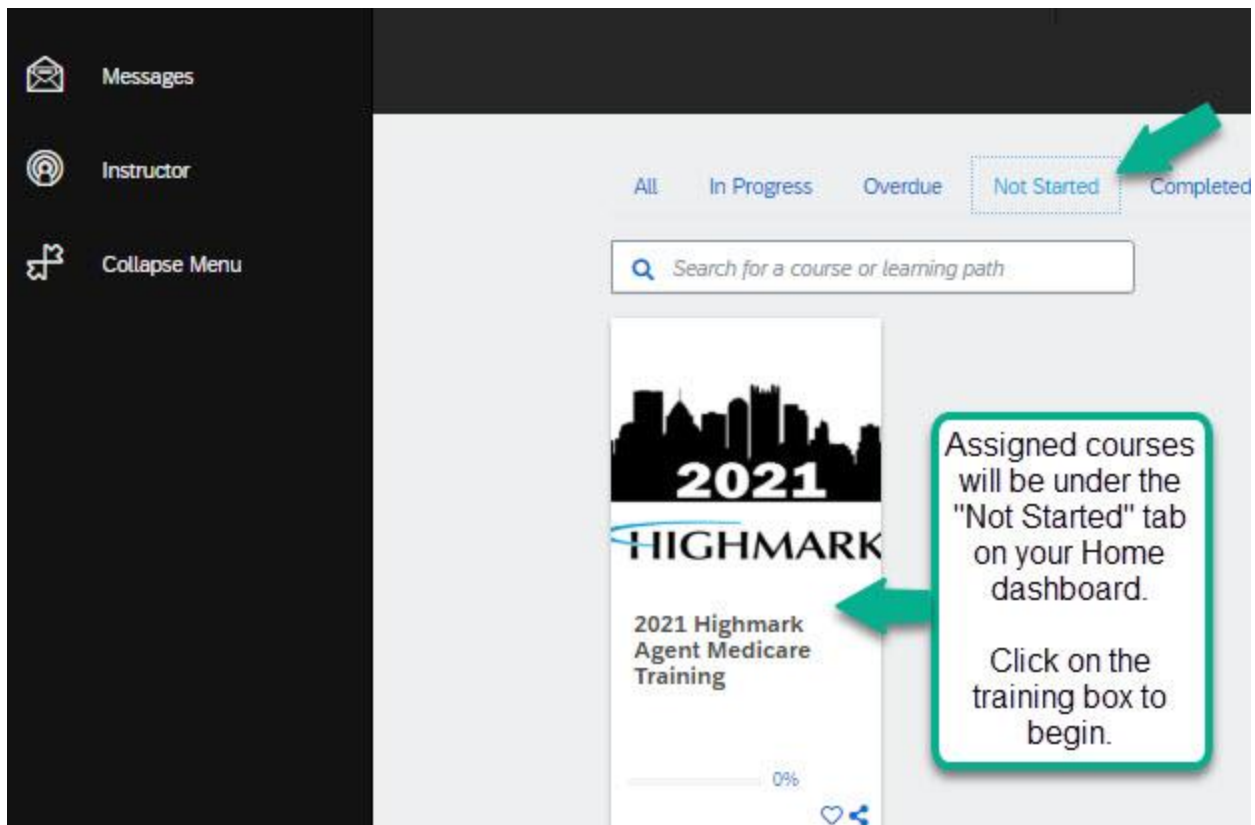 Messages
Instructor
Collapse Menu
All In Progress Overdue Not Started Completed
Search for a course or learning path
2021
HIGHMARK
2021 Highmark
Agent Medicare
Training
0%
Assigned courses
will be under the
"Not Started" tab
on your Home
dashboard.
Click on the
training box to
begin.